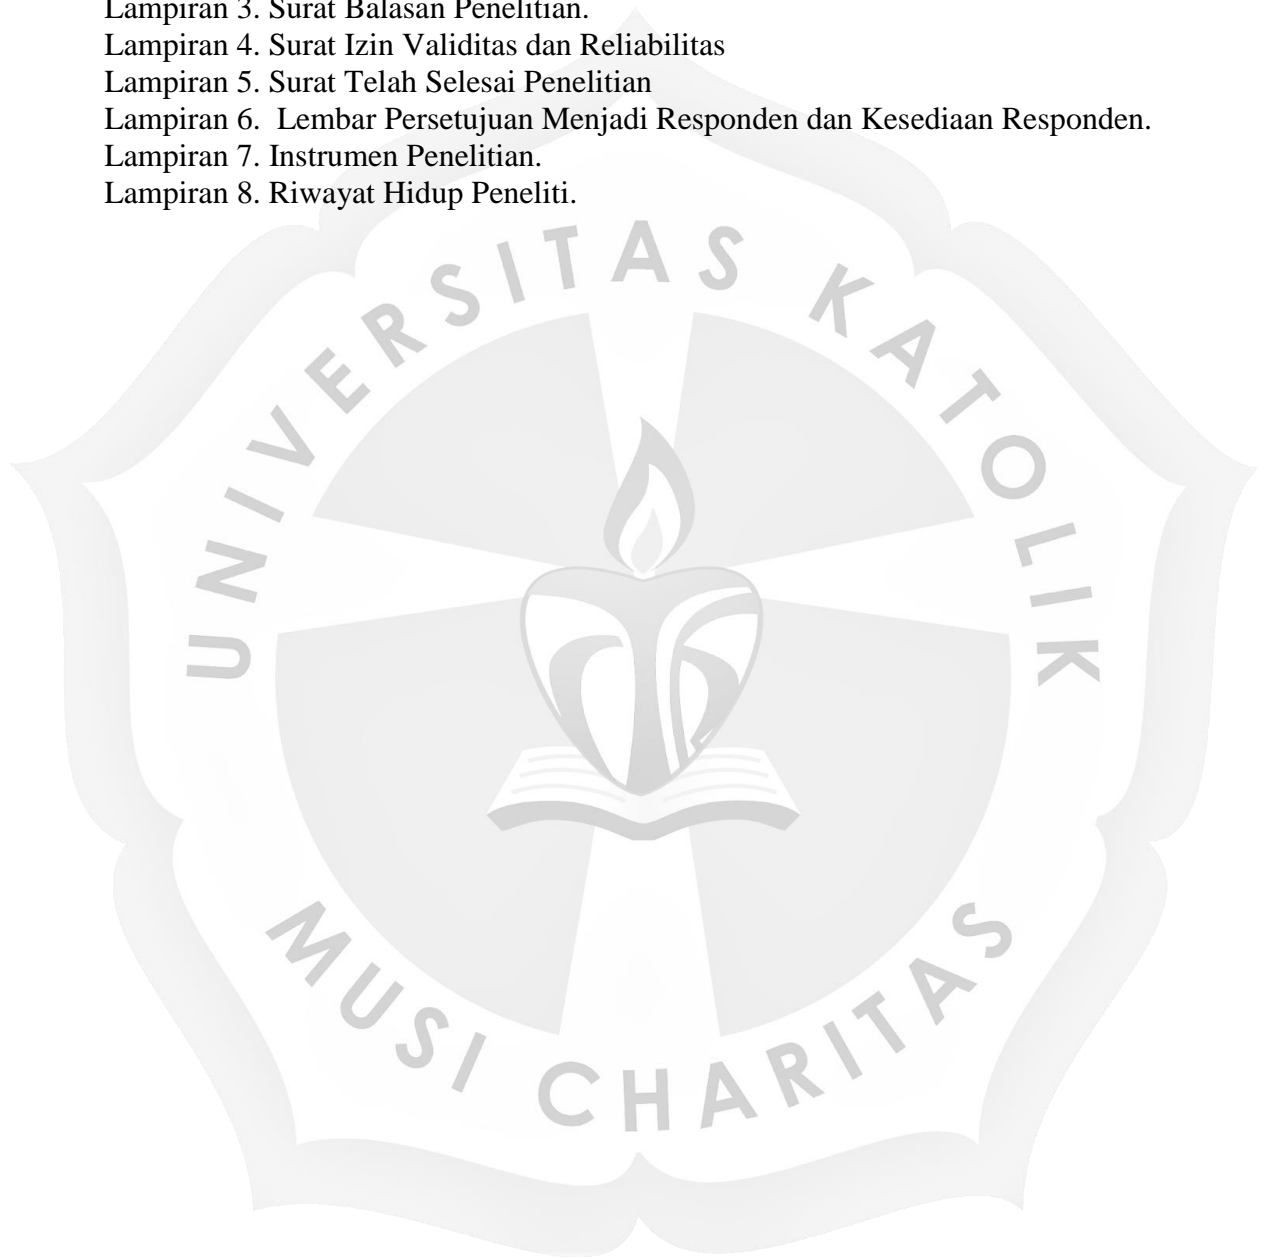 Lampiran 3. Surat Balasan Penelitian.
Lampiran 4. Surat Izin Validitas dan Reliabilitas
Lampiran 5. Surat Telah Selesai Penelitian
Lampiran 6.  Lembar Persetujuan Menjadi Responden dan Kesediaan Responden.
Lampiran 7. Instrumen Penelitian.
Lampiran 8. Riwayat Hidup Peneliti.
UNIVERSITAS KATOLIK
MUSI CHARITAS